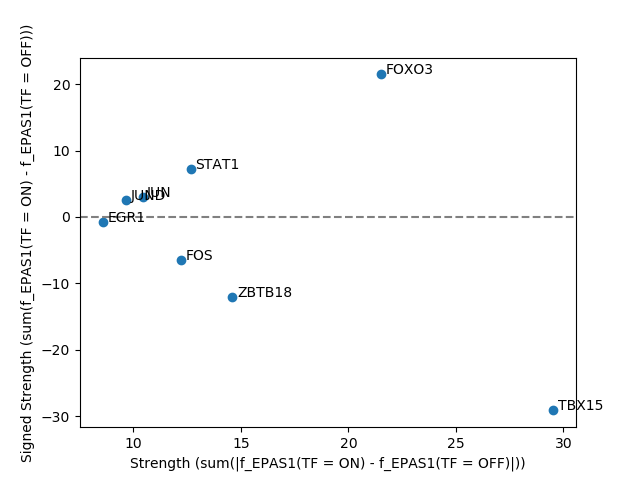 Signed Strength (sum(f_EPAS1(TF = ON) - f_EPAS1(TF = OFF)))
20
10
0
−10
−20
−30
FOXO3
STAT1
JUN
JUND
EGR1
FOS
ZBTB18
TBX15
10
15
20
25
30
Strength (sum(|f_EPAS1(TF = ON) - f_EPAS1(TF = OFF)|))